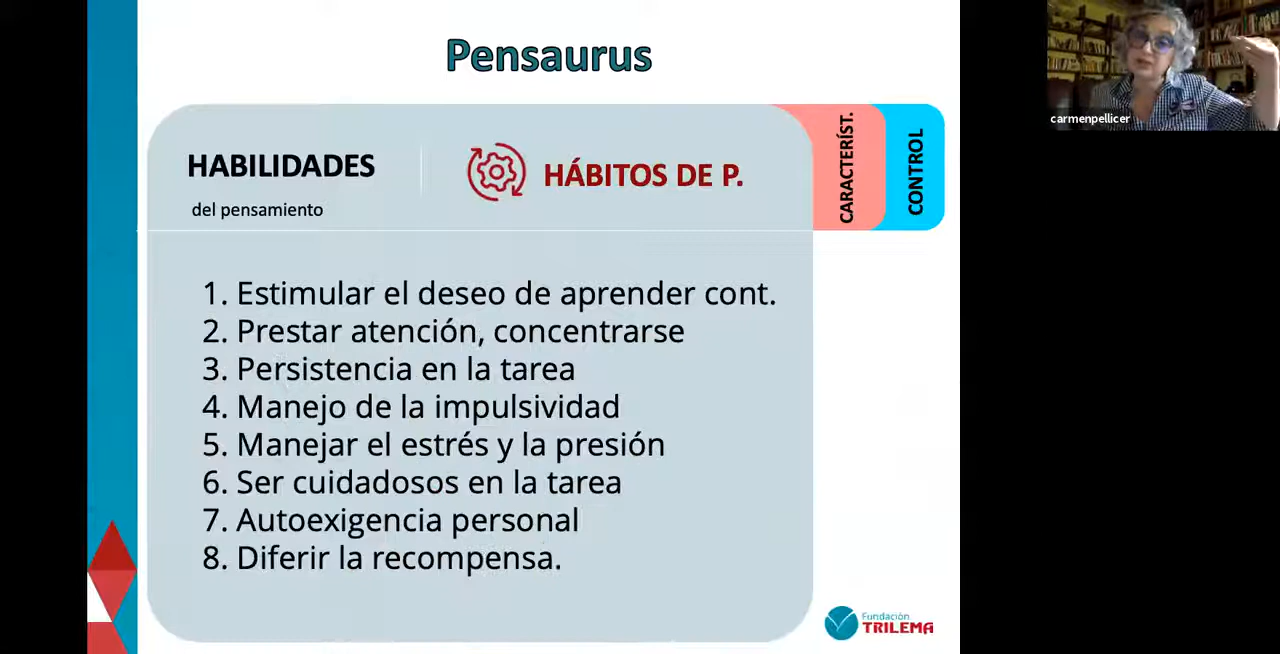 Pensaurus
HABILIDADES
del pensamiento
HÁBITOS DE P.
CARACTERÍST.
CONTROL
1. Estimular el deseo de aprender cont.
2. Prestar atención, concentrarse
3. Persistencia en la tarea
4. Manejo de la impulsividad
5. Manejar el estrés y la presión
6. Ser cuidadosos en la tarea
7. Autoexigencia personal
8. Diferir la recompensa.
Fundación
TRILEMA
carmenpellicer